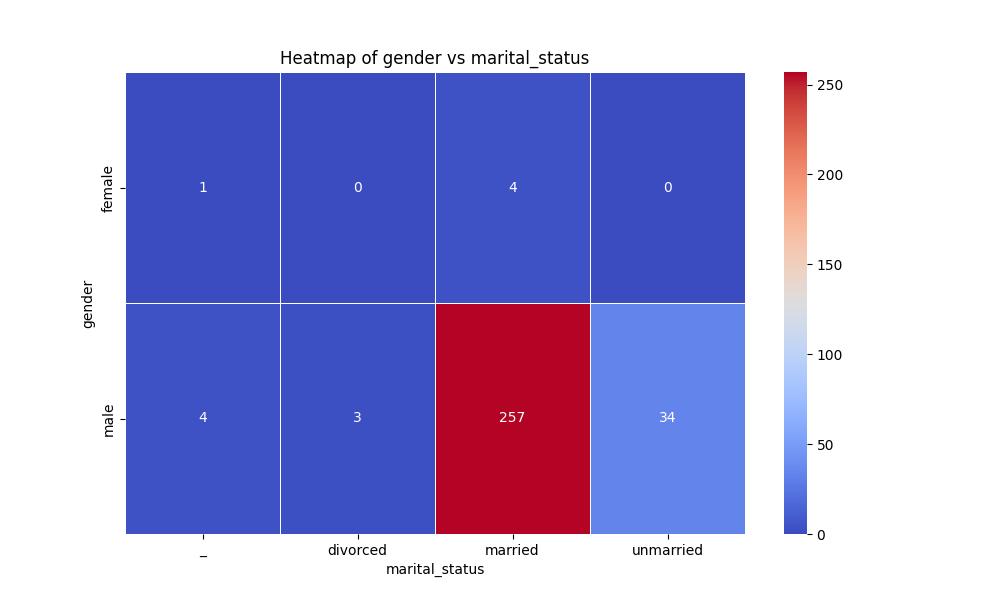 Heatmap of gender vs marital_status
gender
female
1 0 4 0
male
4 3 257 34
_ divorced married unmarried
marital_status
250
200
150
100
50
0